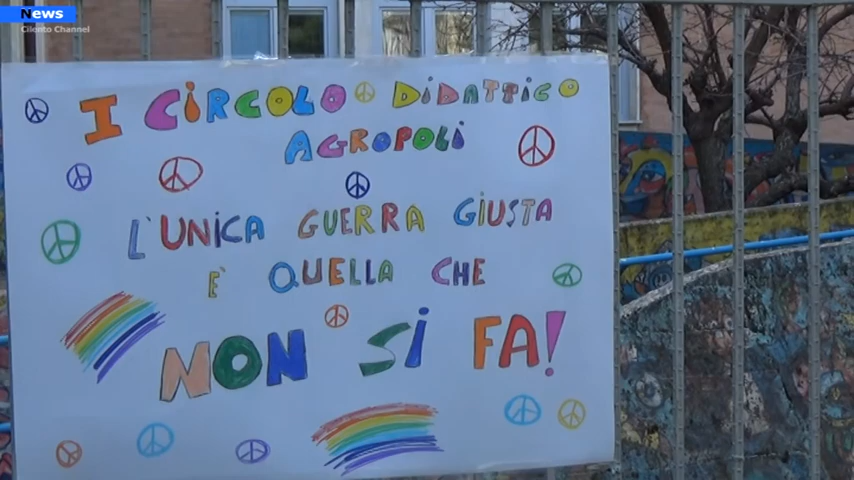 News
Cilento Channel
I CIRCOLO DIDATTICO
AGROPOLI
L'UNICA GUERRA GIUSTA
È QUELLA CHE
NON SI FA!